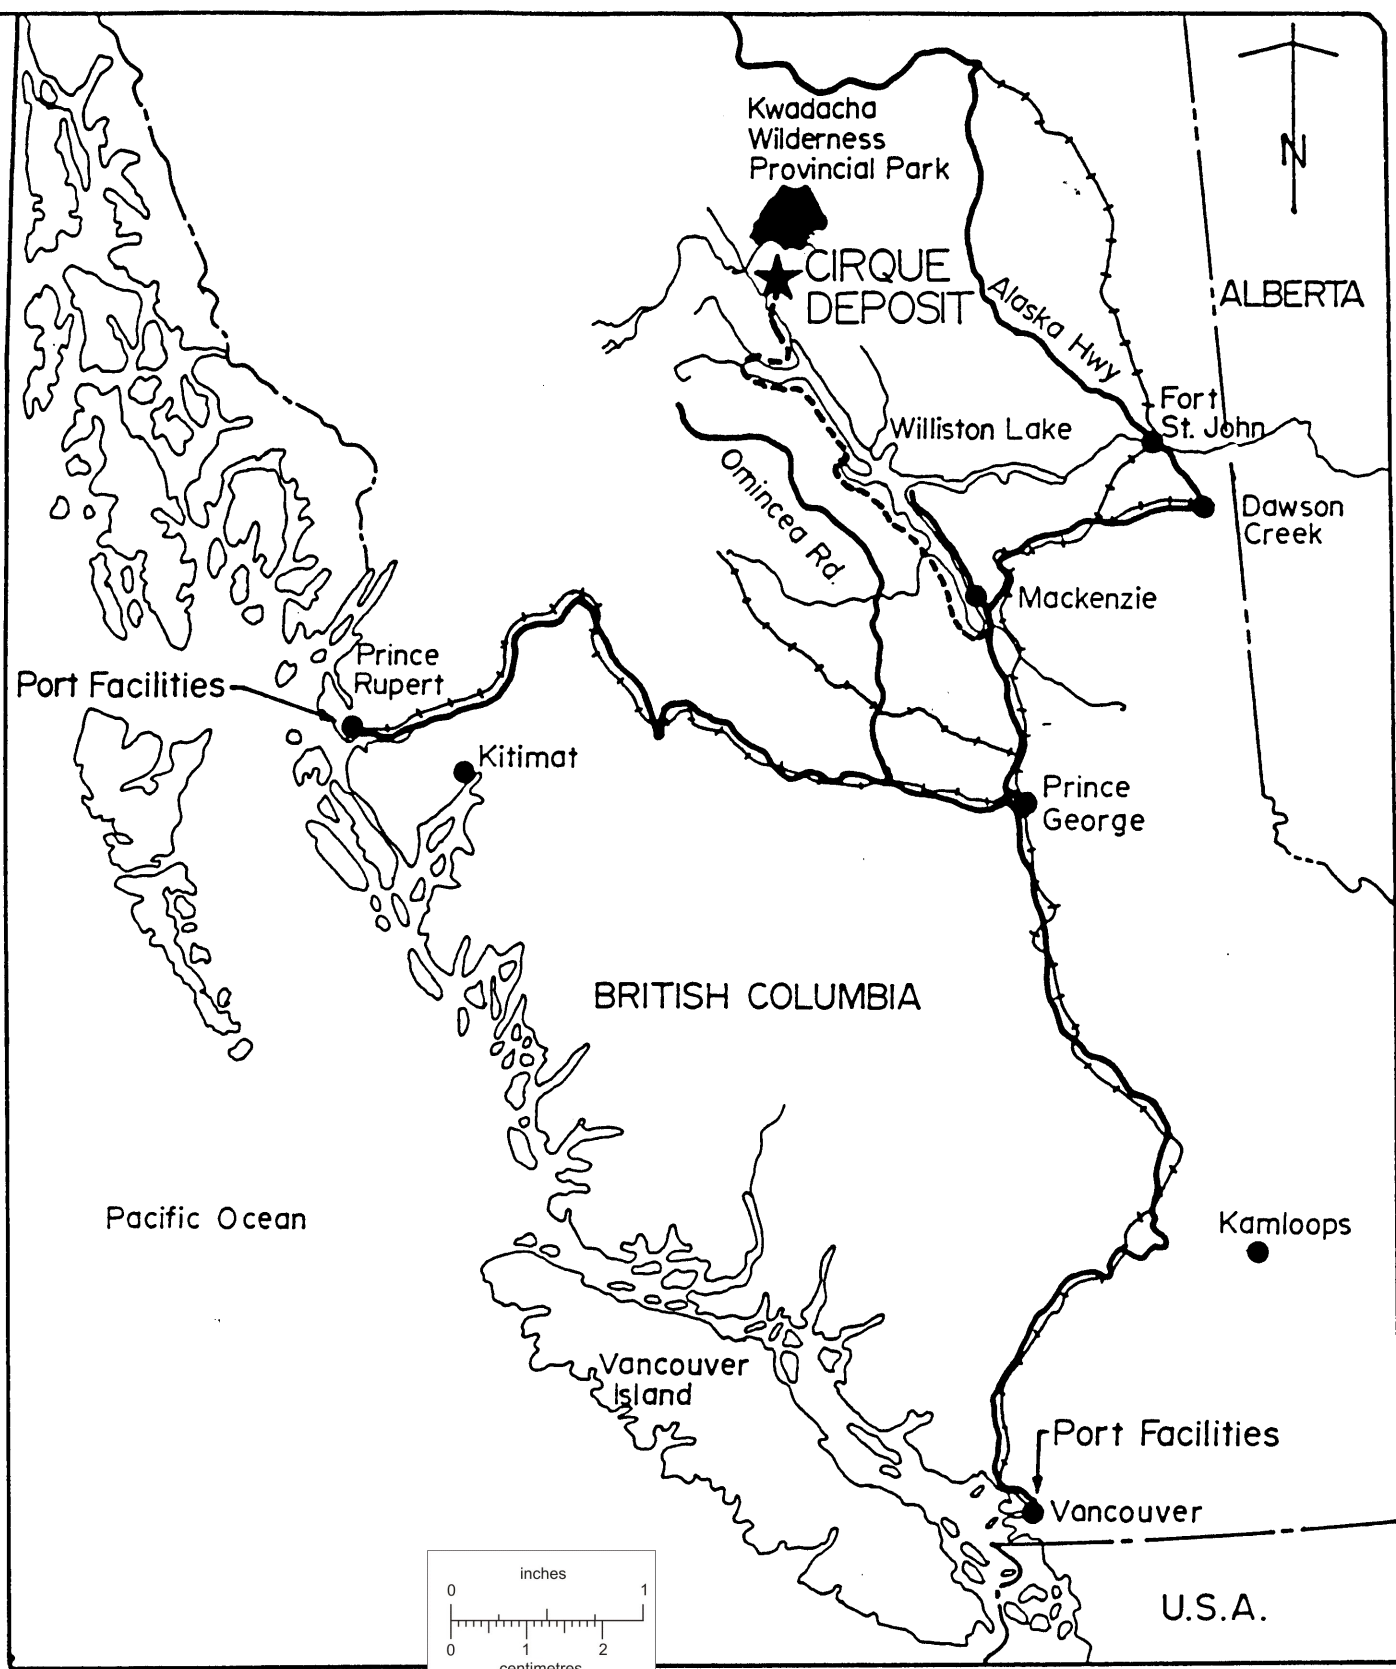 Kwadacha
Wilderness
Provincial Park
N
CIRQUE
DEPOSIT
ALBERTA
Alaska Hwy
Fort
St. John
Williston Lake
Omincea Rd.
Dawson
Creek
Mackenzie
Prince
Rupert
Port Facilities
Kitimat
Prince
George
BRITISH COLUMBIA
Pacific Ocean
Kamloops
Vancouver
Island
Port Facilities
Vancouver
U.S.A.
inches
0 1
0 1 2
centimetres